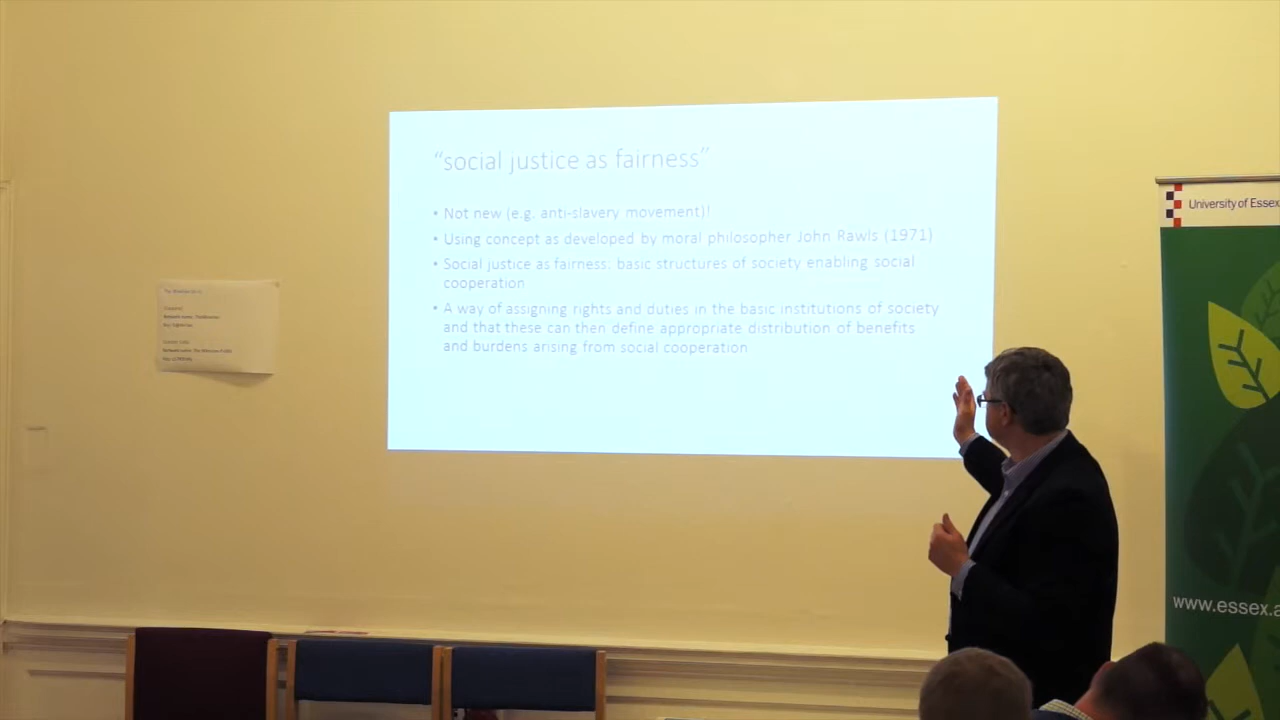 “social justice as fairness”
• Not new (e.g. anti-slavery movement)!
• Using concept as developed by moral philosopher John Rawls (1971)
• Social justice as fairness: basic structures of society enabling social
cooperation
• A way of assigning rights and duties in the basic institutions of society
and that these can then define appropriate distribution of benefits
and burdens arising from social cooperation
University of Essex
www.essex.a